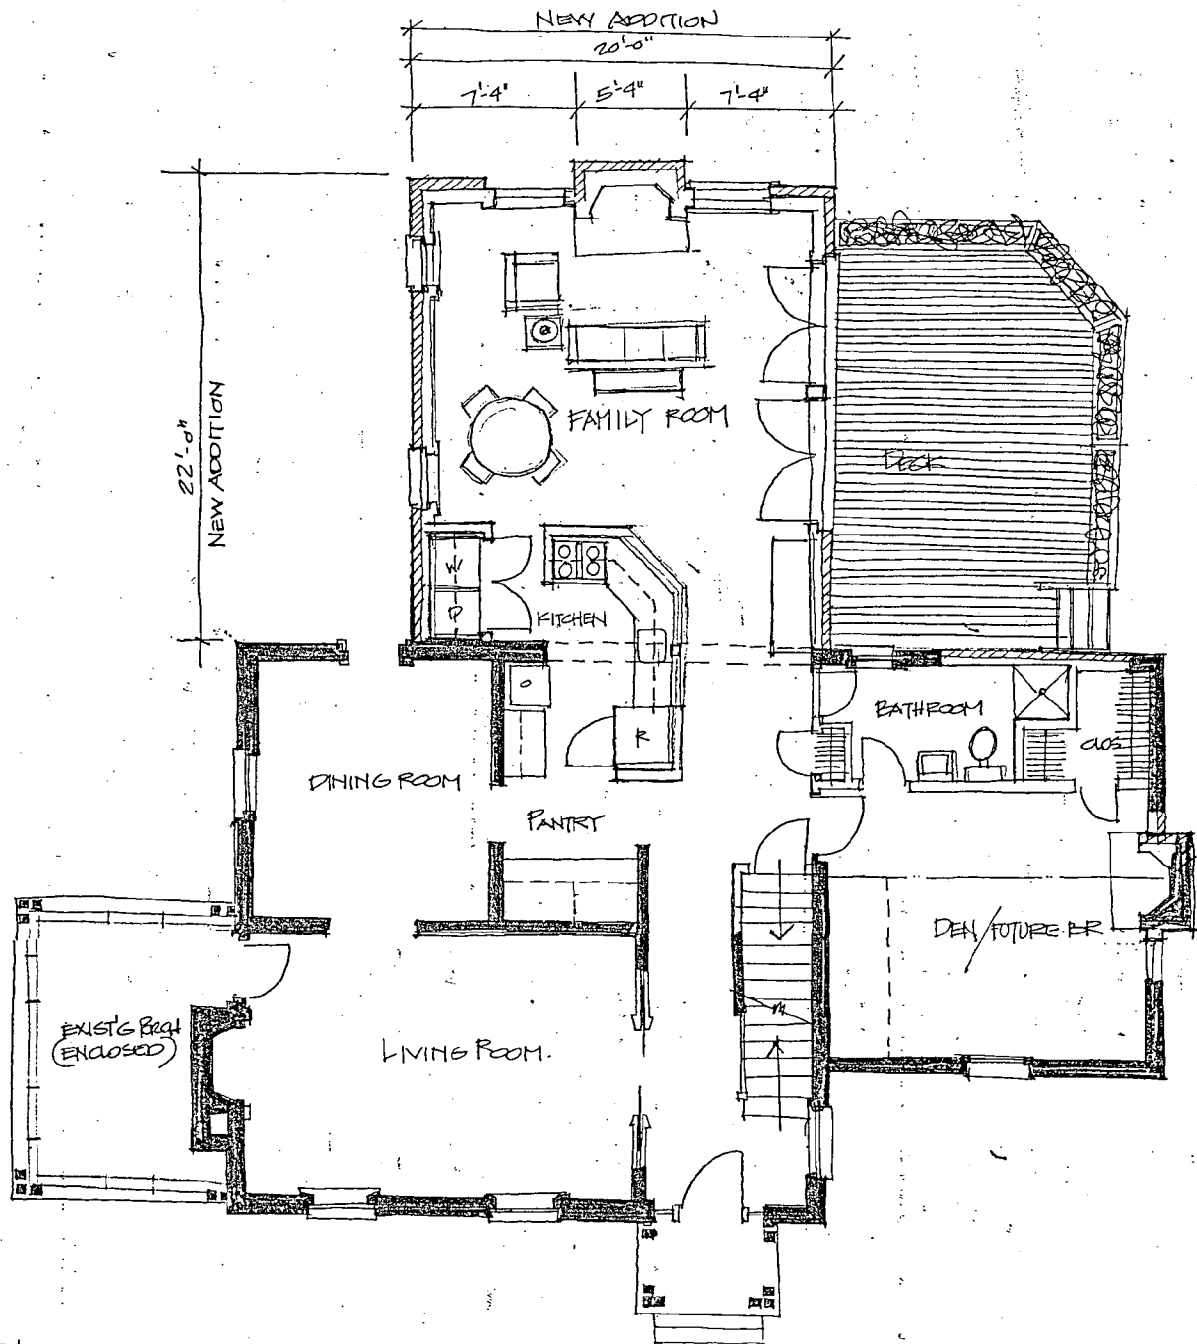 NEW ADDITION
20'-0"
7'-4"
5'-4"
7'-4"
22'-0"
NEW ADDITION
FAMILY ROOM
DECK
W
D
KITCHEN
R
BATHROOM
CLOS.
DINING ROOM
PANTRY
DEN/FUTURE BR
EXIST'G PRCH
(ENCLOSED)
LIVING ROOM.